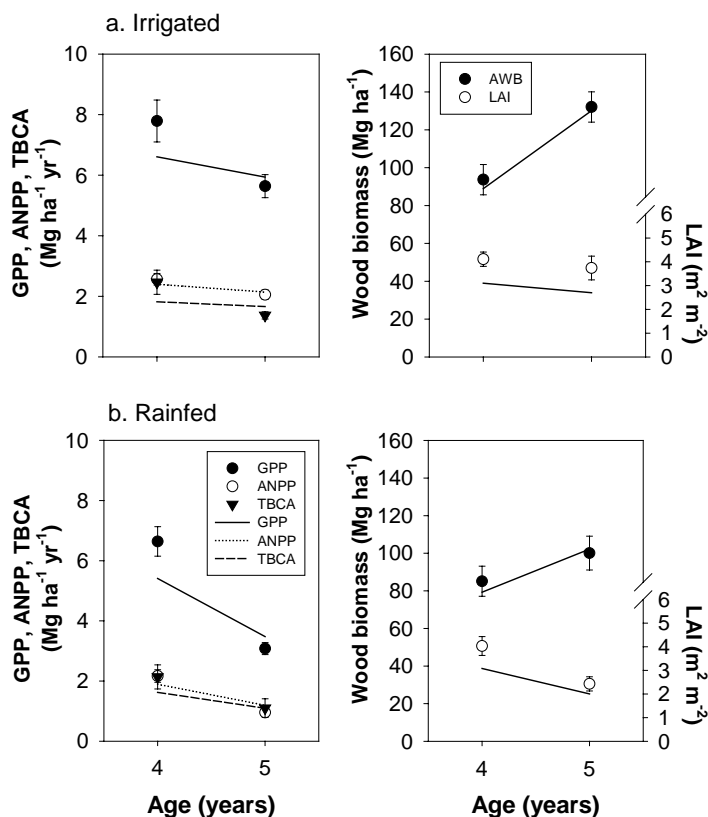 a. Irrigated
GPP, ANPP, TBCA
(Mg ha⁻¹ yr⁻¹)
10
8
6
4
2
0
Wood biomass (Mg ha⁻¹)
160
140
120
100
80
60
40
20
0
AWB
LAI
6
5
4
3
2
1
0
LAI (m² m⁻²)
b. Rainfed
GPP, ANPP, TBCA
(Mg ha⁻¹ yr⁻¹)
10
8
6
4
2
0
GPP
ANPP
TBCA
GPP
ANPP
TBCA
4
5
Age (years)
Wood biomass (Mg ha⁻¹)
160
140
120
100
80
60
40
20
0
6
5
4
3
2
1
0
LAI (m² m⁻²)
4
5
Age (years)